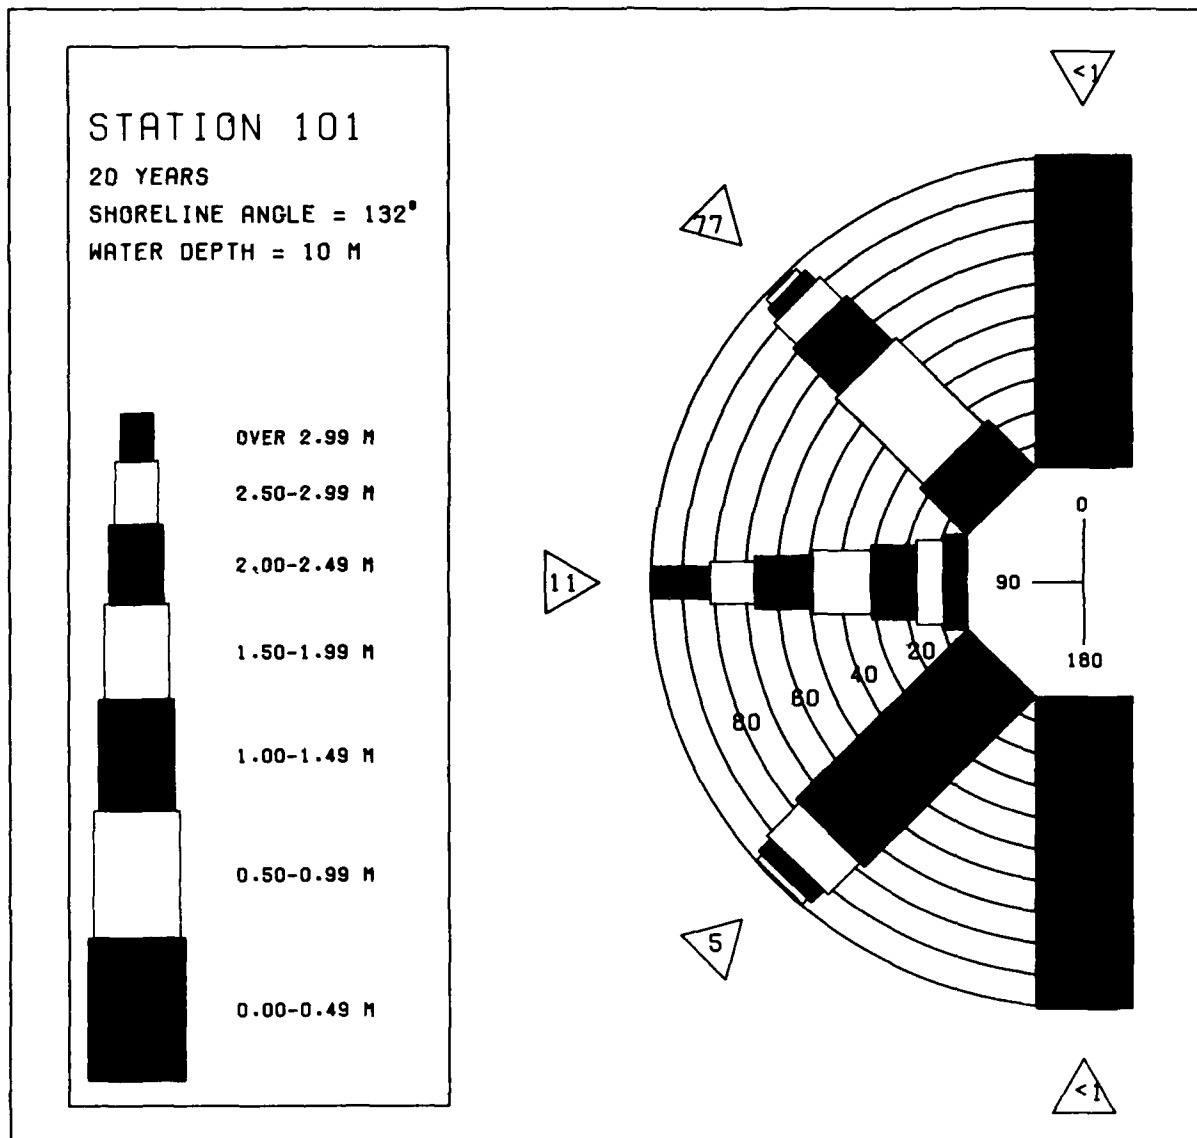 STATION 101
20 YEARS
SHORELINE ANGLE = 132°
WATER DEPTH = 10 M
OVER 2.99 M
2.50-2.99 M
2.00-2.49 M
1.50-1.99 M
1.00-1.49 M
0.50-0.99 M
0.00-0.49 M
<1
77
11
5
<1
0
90
180
20
40
60
80